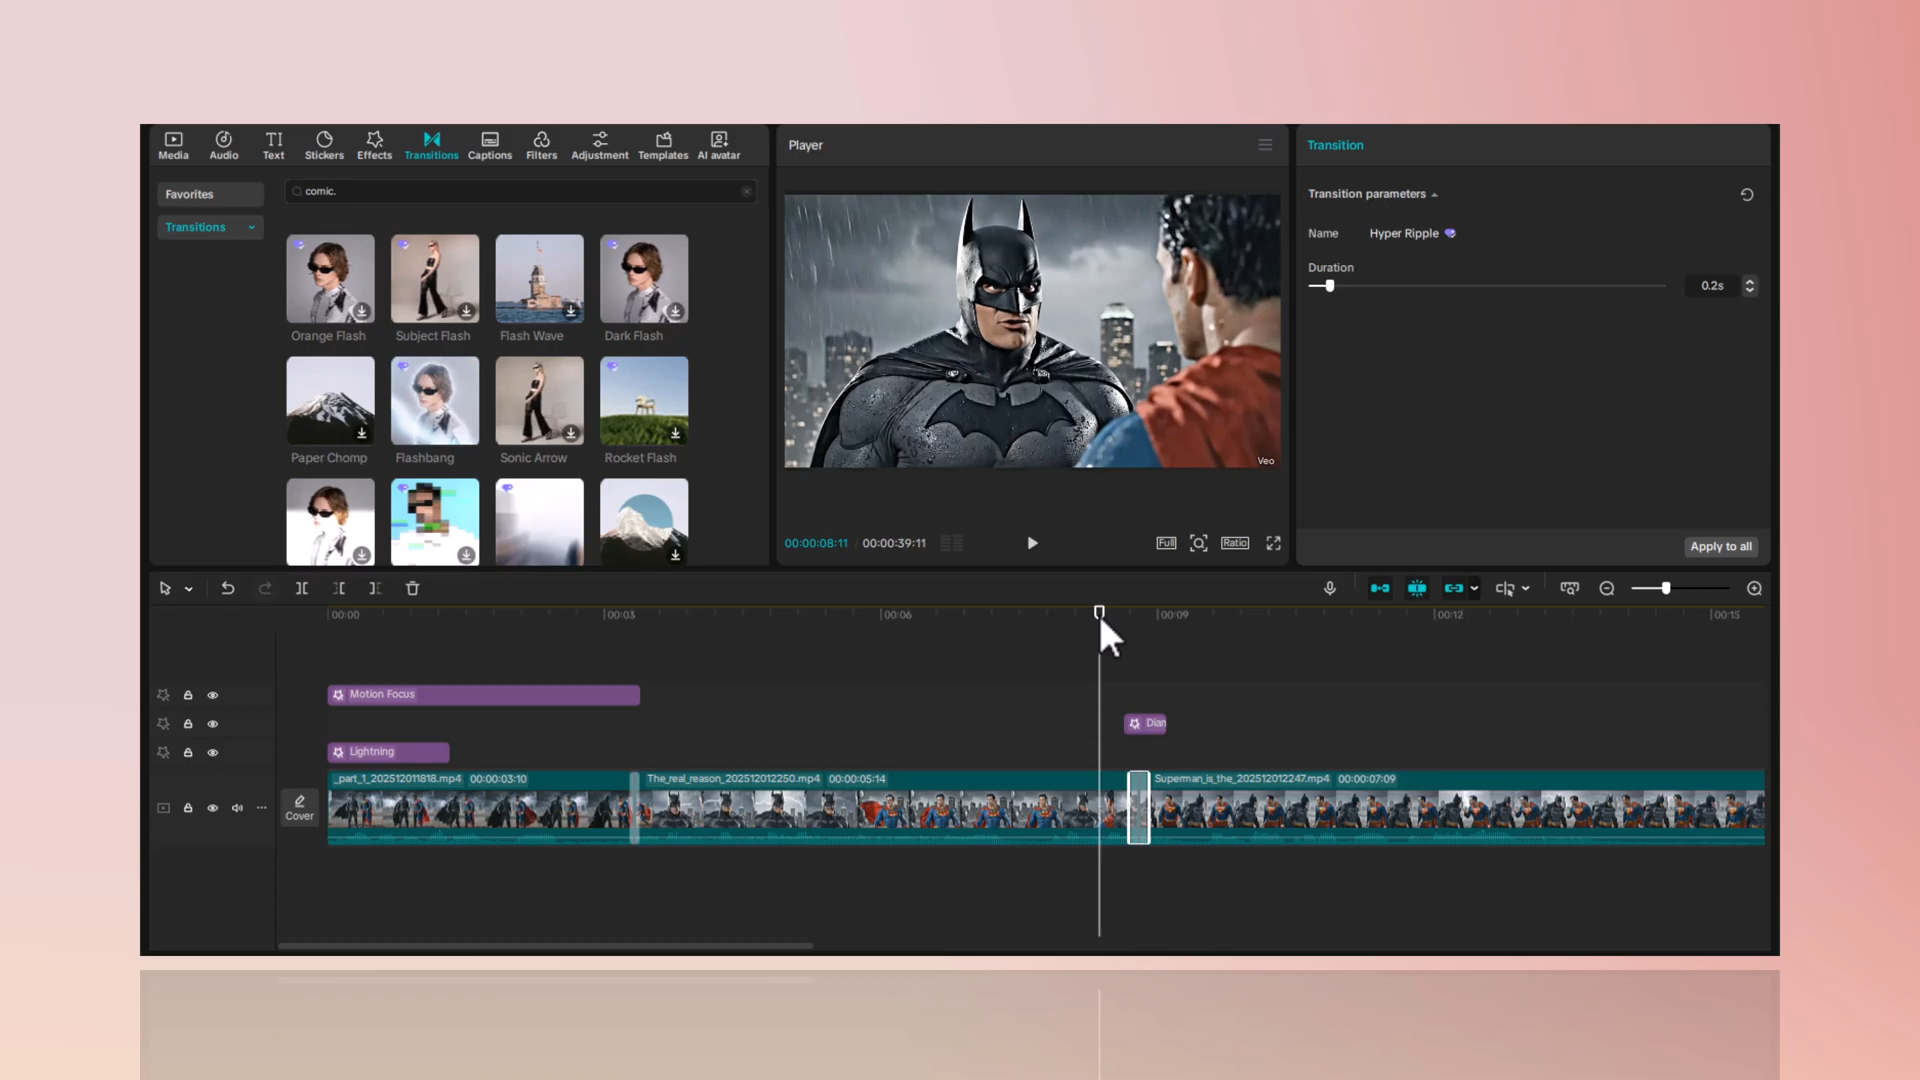 Media
Audio
TI
Text
Stickers
Effects
Transitions
Captions
Filters
Adjustment
Templates
AI avatar
Favorites
Transitions
comic.
Orange Flash
Subject Flash
Flash Wave
Dark Flash
Paper Chomp
Flashbang
Sonic Arrow
Rocket Flash
Player
Veo
00:00:08:11 / 00:00:39:11
Full
Ratio
Transition
Transition parameters
Name Hyper Ripple
Duration
0.2s
Apply to all
00:00
00:03
00:06
00:09
00:12
00:15
Motion Focus
Dian
Lightning
Cover
_part_1_202512011818.mp4 00:00:03:10
The_real_reason_202512012250.mp4 00:00:05:14
Superman_is_the_202512012247.mp4 00:00:07:09